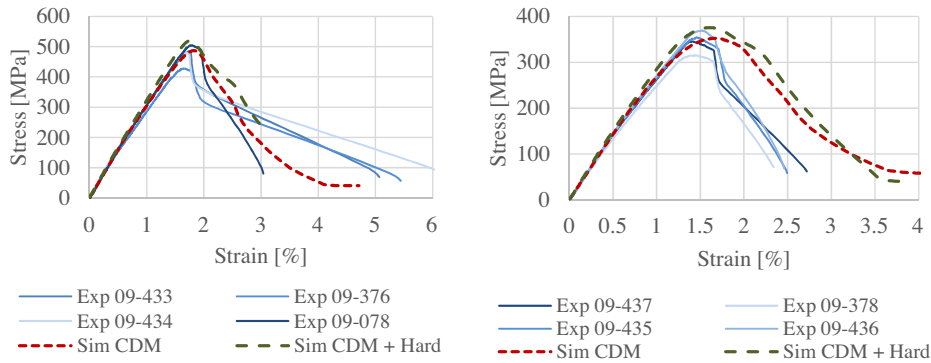 600
500
400
300
200
100
0
Stress [MPa]
0 1 2 3 4 5 6
Strain [%]
Exp 09-433 Exp 09-376
Exp 09-434 Exp 09-078
Sim CDM Sim CDM + Hard
400
300
200
100
0
Stress [MPa]
0 0.5 1 1.5 2 2.5 3 3.5 4
Strain [%]
Exp 09-437 Exp 09-378
Exp 09-435 Exp 09-436
Sim CDM Sim CDM + Hard